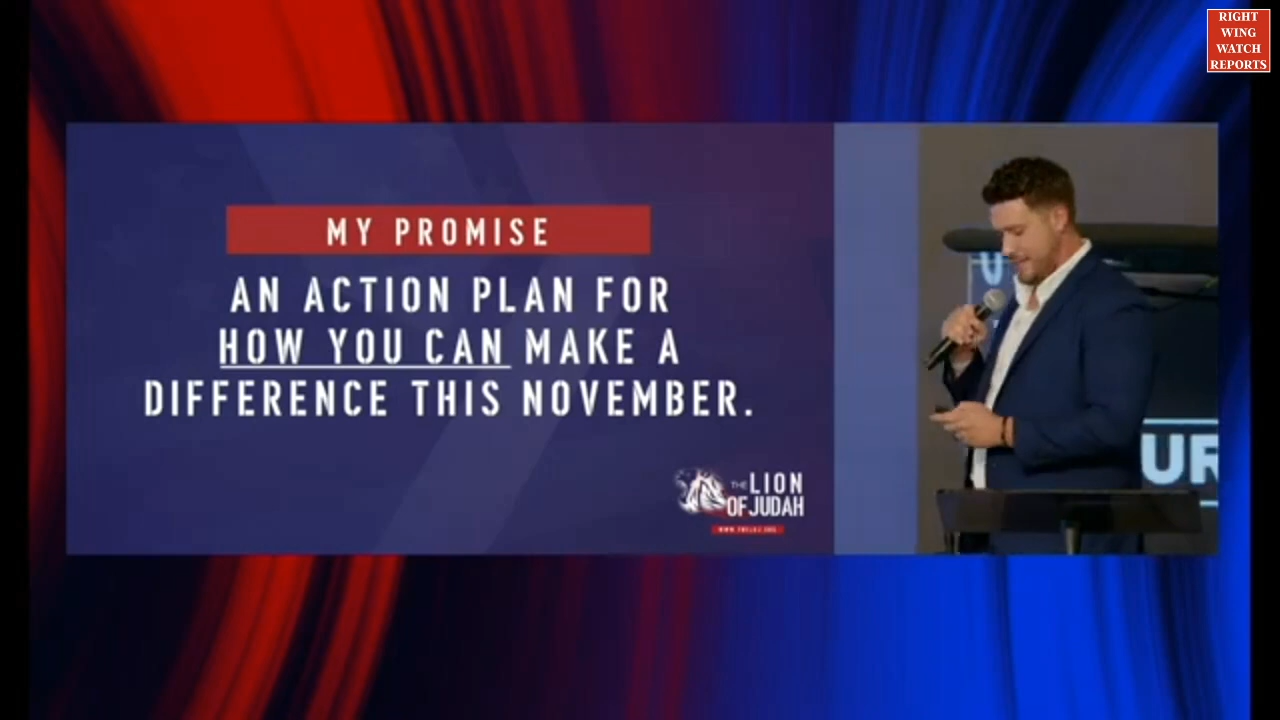 RIGHT
WING
WATCH
REPORTS
MY PROMISE
AN ACTION PLAN FOR
HOW YOU CAN MAKE A
DIFFERENCE THIS NOVEMBER.
THE LION
OF JUDAH
U
UR